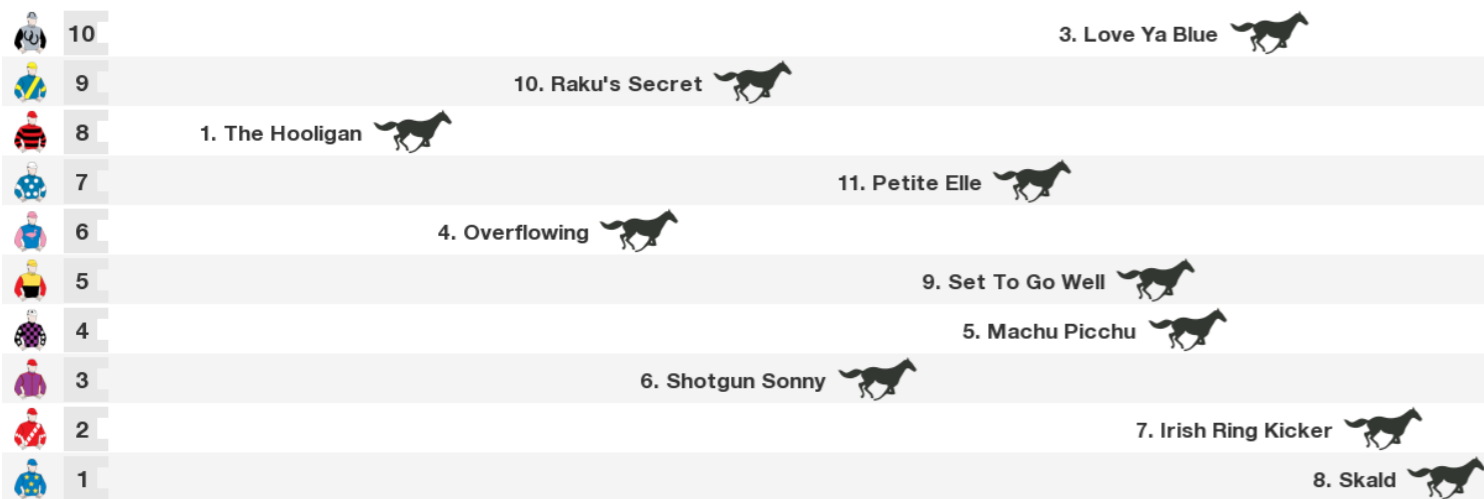 10 3. Love Ya Blue
9 10. Raku's Secret
8 1. The Hooligan
7 11. Petite Elle
6 4. Overflowing
5 9. Set To Go Well
4 5. Machu Picchu
3 6. Shotgun Sonny
2 7. Irish Ring Kicker
1 8. Skald